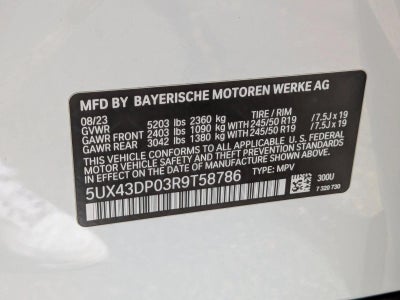 MFD BY BAYERISCHE MOTOREN WERKE AG
08/23 TIRE / RIM
GVWR 5203 lbs 2360 kg
GAWR FRONT 2403 lbs 1090 kg WITH 245/50 R19 /7.5J x 19
GAWR REAR 3042 lbs 1380 kg WITH 245/50 R19 /7.5J x 19
THIS VEHICLE CONFORMS TO ALL APPLICABLE U.S. FEDERAL
MOTOR VEHICLE SAFETY, BUMPER, AND THEFT PREVENTION
STANDARDS IN EFFECT ON THE DATE OF MANUFACTURE SHOWN ABOVE.
5UX43DP03R9T58786 TYPE: MPV
300U
7 320 730